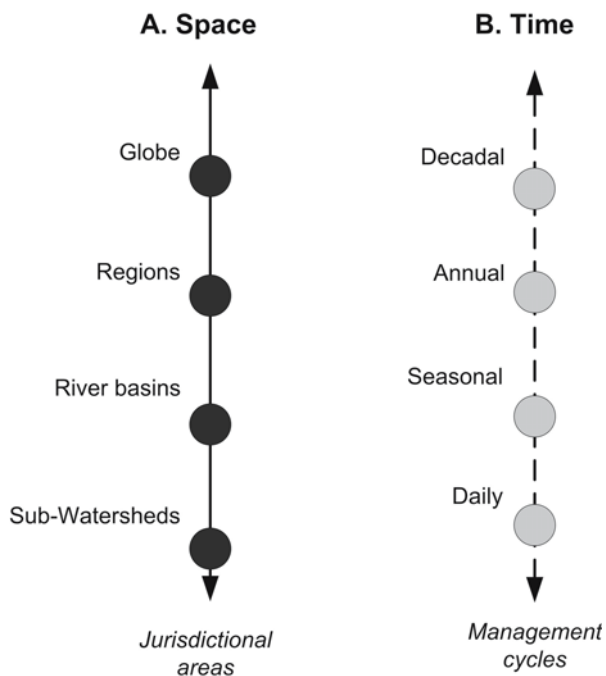 A. Space
Globe
Regions
River basins
Sub-Watersheds
Jurisdictional
areas
B. Time
Decadal
Annual
Seasonal
Daily
Management
cycles